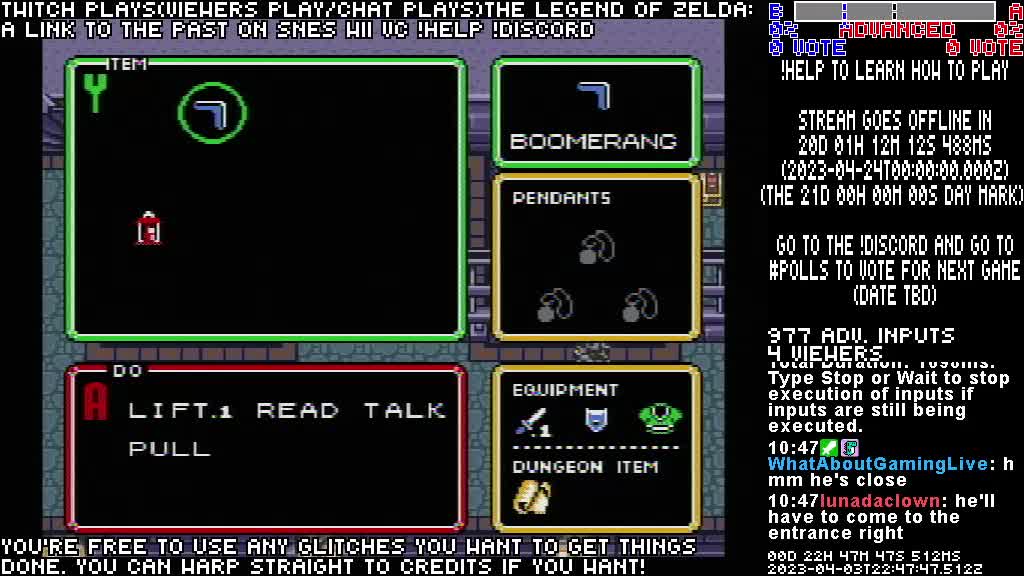 TWITCH PLAYS(VIEWERS PLAY/CHAT PLAYS)THE LEGEND OF ZELDA:
A LINK TO THE PAST ON SNES WII VC !HELP !DISCORD
B A
0% ADVANCED 0%
0 VOTE 0 VOTE
!HELP TO LEARN HOW TO PLAY
STREAM GOES OFFLINE IN
20D 01H 12M 12S 488MS
(2023-04-24T00:00:00.000Z)
(THE 21D 00H 00M 00S DAY MARK)
GO TO THE !DISCORD AND GO TO
#POLLS TO VOTE FOR NEXT GAME
(DATE TBD)
977 ADV. INPUTS
4 VIEWERS
Total Duration: 1090ms.
Type Stop or Wait to stop
execution of inputs if
inputs are still being
executed.
10:47
WhatAboutGamingLive: h
mm he's close
10:47 lunadaclown: he'll
have to come to the
entrance right
00D 22H 47M 47S 512MS
2023-04-03T22:47:47.512Z
ITEM
Y
BOOMERANG
PENDANTS
DO
A
LIFT.1 READ TALK
PULL
EQUIPMENT
.1
DUNGEON ITEM
YOU'RE FREE TO USE ANY GLITCHES YOU WANT TO GET THINGS
DONE. YOU CAN WARP STRAIGHT TO CREDITS IF YOU WANT!